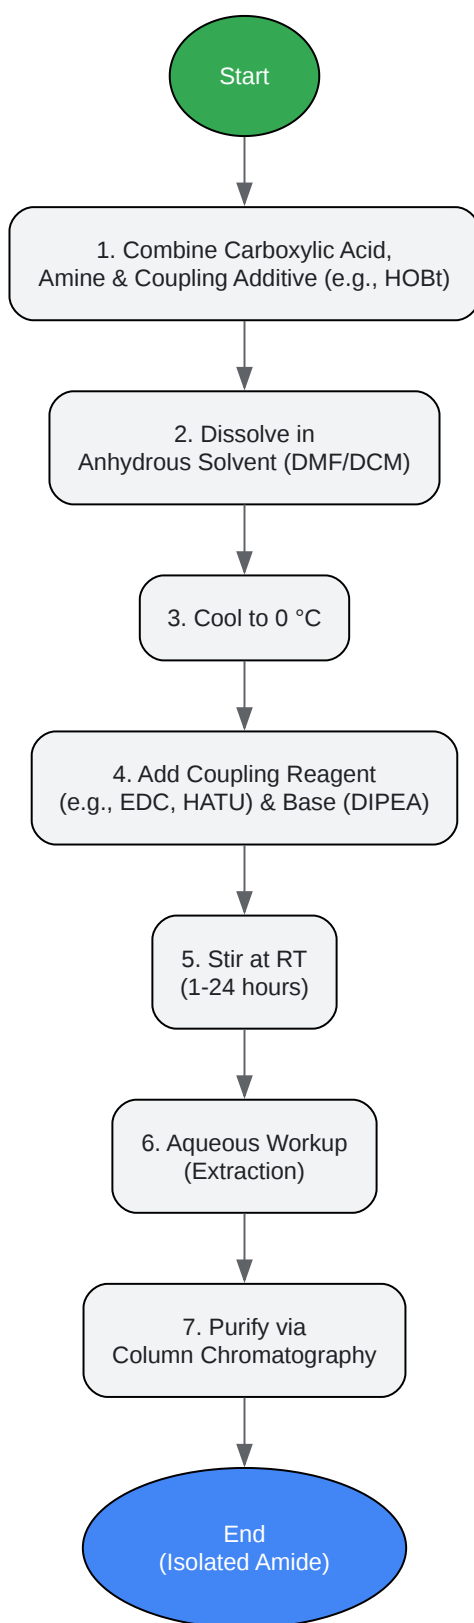 Start
1. Combine Carboxylic Acid,
Amine & Coupling Additive (e.g., HOBt)
2. Dissolve in
Anhydrous Solvent (DMF/DCM)
3. Cool to 0 °C
4. Add Coupling Reagent
(e.g., EDC, HATU) & Base (DIPEA)
5. Stir at RT
(1-24 hours)
6. Aqueous Workup
(Extraction)
7. Purify via
Column Chromatography
End
(Isolated Amide)